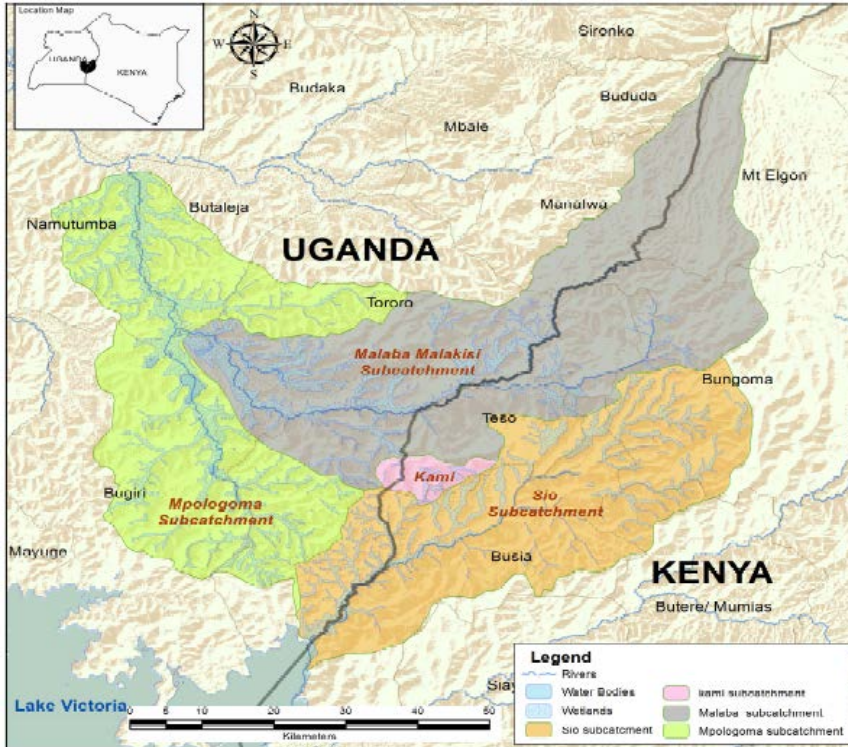 Location Map
UGANDA
KENYA
N
W
E
S
Sironko
Budaka
Bududa
Mbale
Mt Elgon
Manafwa
Namutumba
Butaleja
UGANDA
Tororo
Malaba Malakisi
Subcatchment
Bungoma
Teso
Kami
Bugiri
Mpologoma
Subcatchment
Sio
Subcatchment
Mayuge
Busia
KENYA
Butere/ Mumias
Lake Victoria
0 5 10 20 30 40 50
Kilometers
Siay
Legend
Rivers
Water Bodies
Wetlands
Sio subcatcment
kami subcatchment
Malaba subcatchment
Mpologoma subcatchment